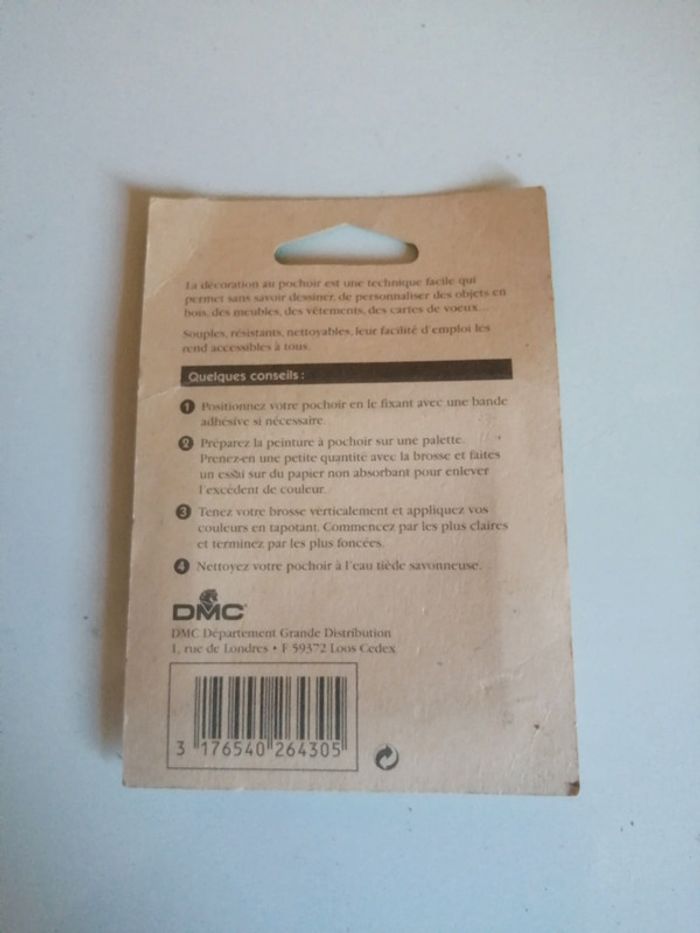 La décoration au pochoir est une technique facile qui
permet sans savoir dessiner, de personnaliser des objets en
bois, des meubles, des vêtements, des cartes de voeux...
Souples, résistants, nettoyables, leur facilité d'emploi les
rend accessibles à tous.
Quelques conseils :
1 Positionnez votre pochoir en le fixant avec une bande
adhésive si nécessaire.
2 Préparez la peinture à pochoir sur une palette.
Prenez-en une petite quantité avec la brosse et faites
un essai sur du papier non absorbant pour enlever
l'excédent de couleur.
3 Tenez votre brosse verticalement et appliquez vos
couleurs en tapotant. Commencez par les plus claires
et terminez par les plus foncées.
4 Nettoyez votre pochoir à l'eau tiède savonneuse.
DMC
DMC Département Grande Distribution
1, rue de Londres • F 59372 Loos Cedex
3 176540 264305